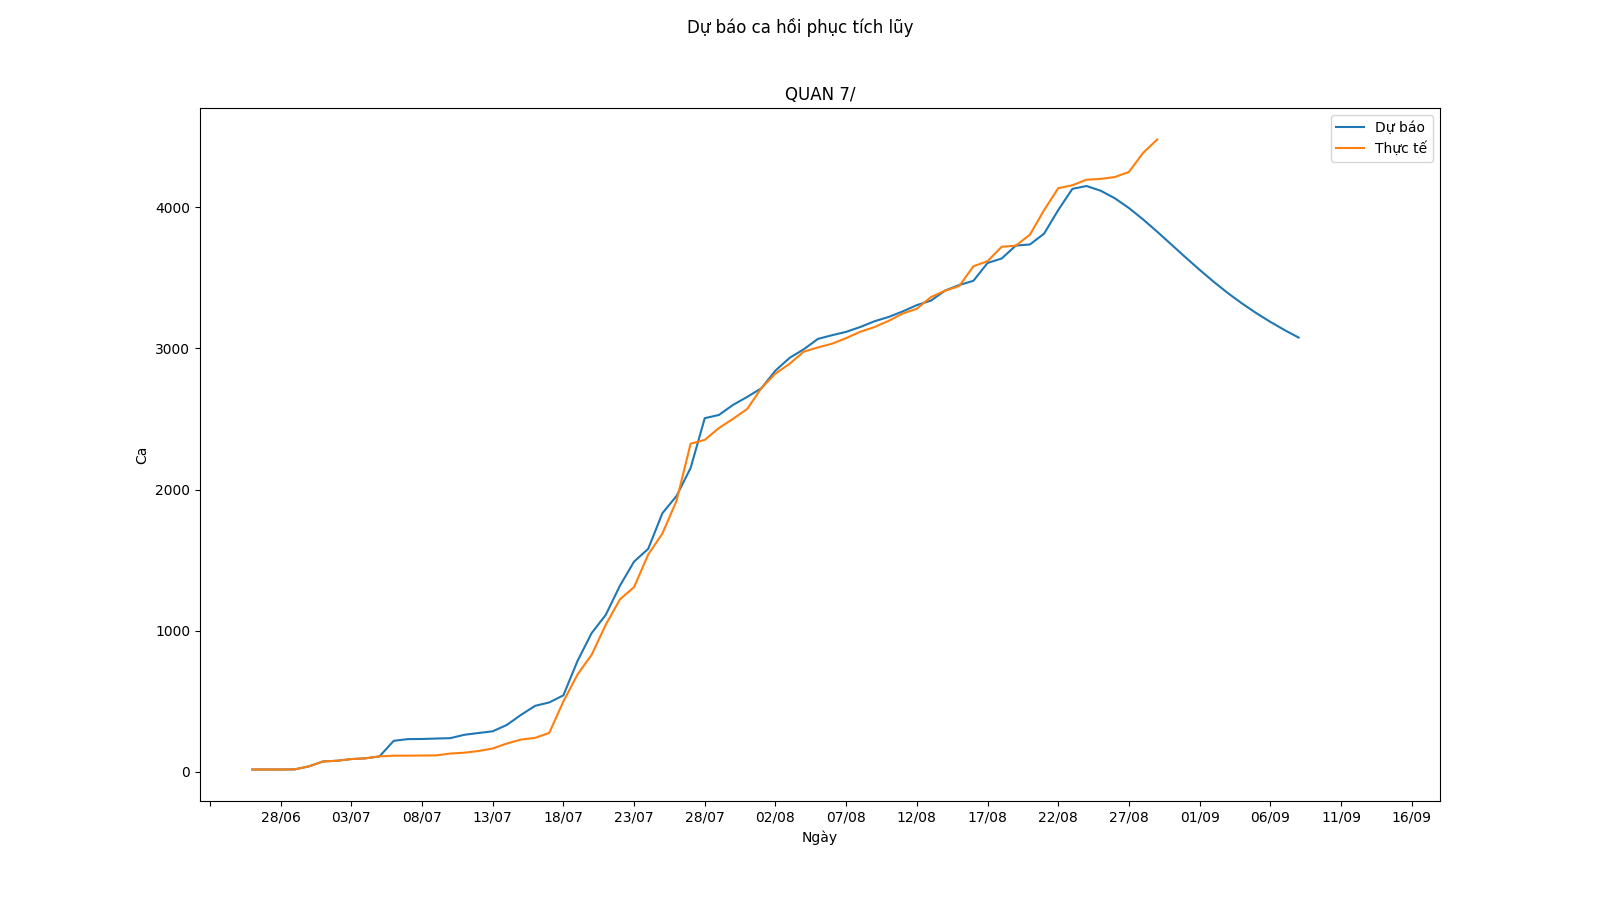 Dự báo ca hồi phục tích lũy
QUAN 7/
Dự báo
Thực tế
4000
3000
2000
1000
0
Ca
28/06 03/07 08/07 13/07 18/07 23/07 28/07 02/08 07/08 12/08 17/08 22/08 27/08 01/09 06/09 11/09 16/09
Ngày